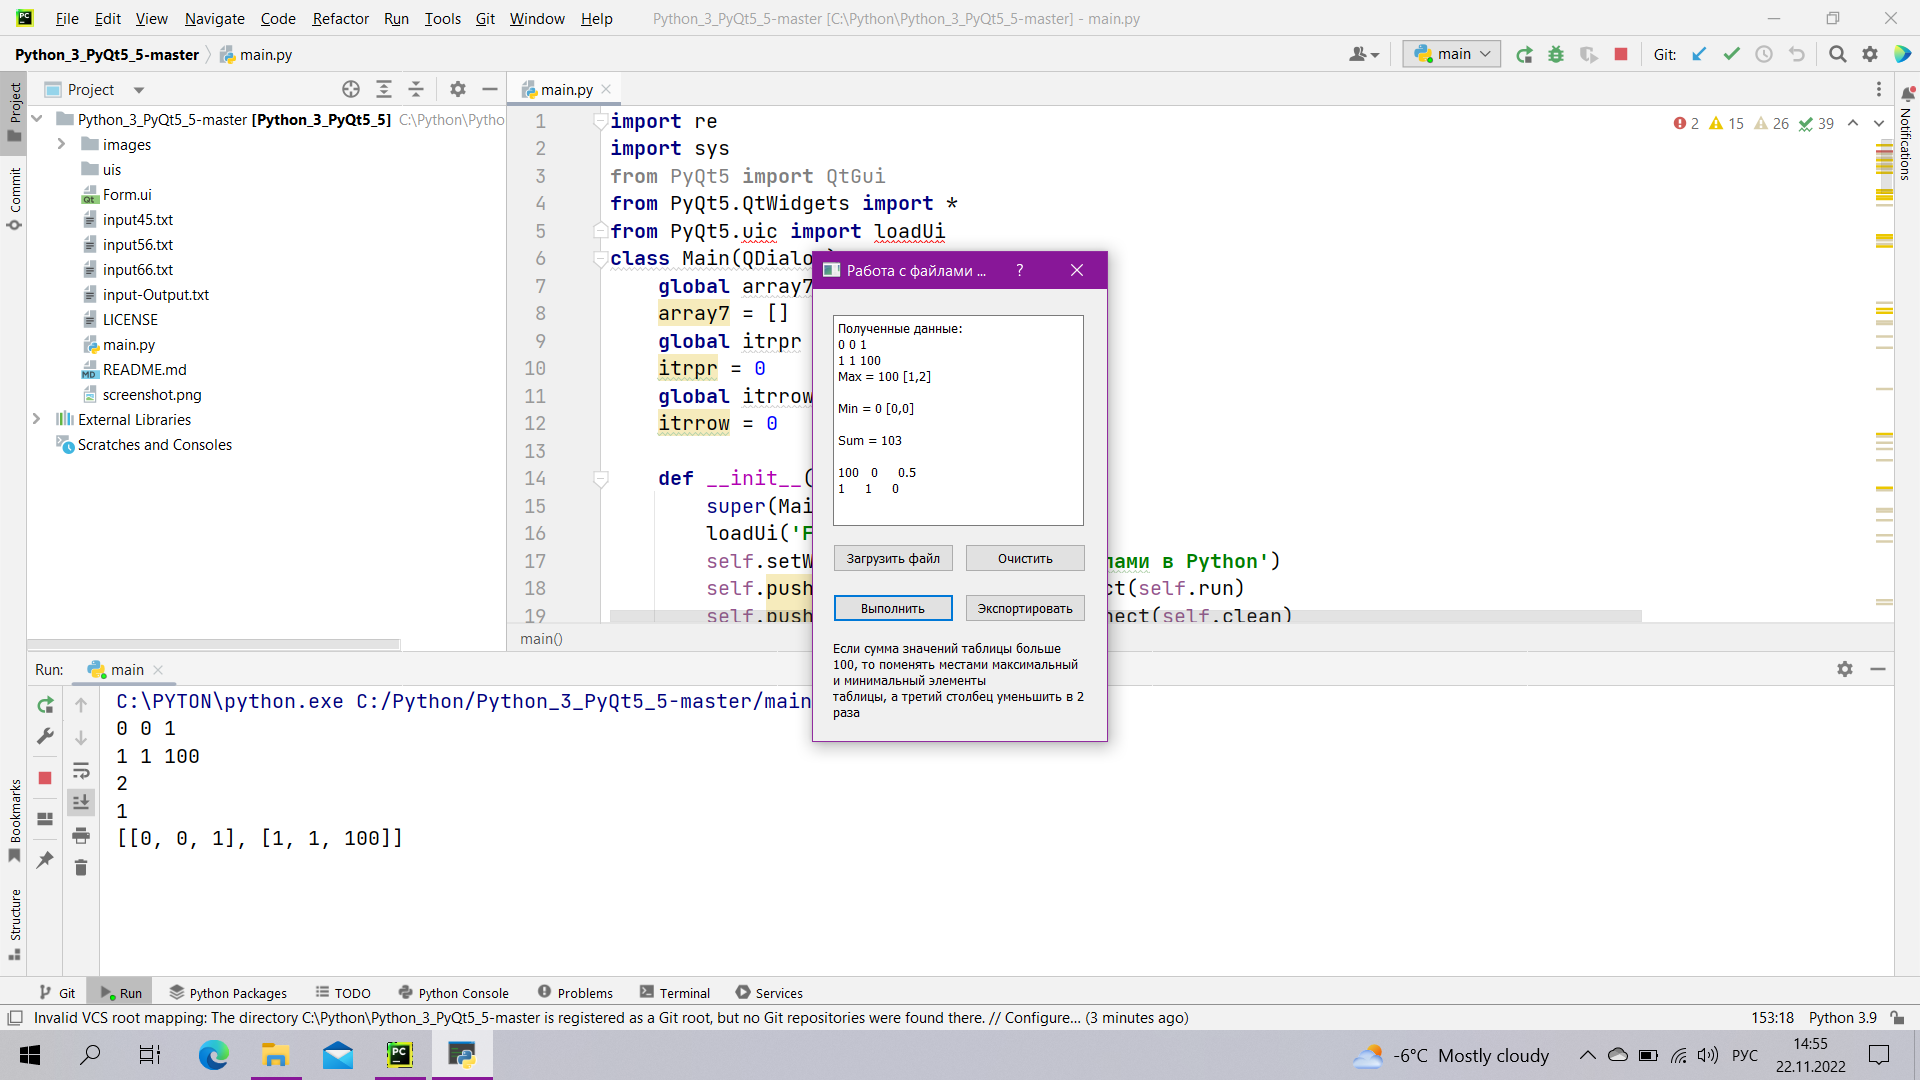 File Edit View Navigate Code Refactor Run Tools Git Window Help Python_3_PyQt5_5-master [C:\Python\Python_3_PyQt5_5-master] - main.py
Python_3_PyQt5_5-master main.py
main Git:
Project
main.py
Python_3_PyQt5_5-master [Python_3_PyQt5_5] C:\Python\Pytho
images
uis
Form.ui
input45.txt
input56.txt
input66.txt
input-Output.txt
LICENSE
main.py
README.md
screenshot.png
External Libraries
Scratches and Consoles
Project
Commit
Bookmarks
Structure
Notifications
2 15 26 39
1 import re
2 import sys
3 from PyQt5 import QtGui
4 from PyQt5.QtWidgets import *
5 from PyQt5.uic import loadUi
6 class Main(QDialo
7 global array7
8 array7 = []
9 global itrpr
10 itrpr = 0
11 global itrrow
12 itrrow = 0
13
14 def __init__(
15 super(Mai
16 loadUi('F
17 self.setW лами в Python')
18 self.push ct(self.run)
19 self.push nect(self.clean)
main()
Работа с файлами ... ?
Полученные данные:
0 0 1
1 1 100
Max = 100 [1,2]
Min = 0 [0,0]
Sum = 103
100 0 0.5
1 1 0
Загрузить файл Очистить
Выполнить Экспортировать
Если сумма значений таблицы больше
100, то поменять местами максимальный
и минимальный элементы
таблицы, а третий столбец уменьшить в 2
раза
Run: main
C:\PYTON\python.exe C:/Python/Python_3_PyQt5_5-master/main
0 0 1
1 1 100
2
1
[[0, 0, 1], [1, 1, 100]]
Git Run Python Packages TODO Python Console Problems Terminal Services
Invalid VCS root mapping: The directory C:\Python\Python_3_PyQt5_5-master is registered as a Git root, but no Git repositories were found there. // Configure... (3 minutes ago) 153:18 Python 3.9
-6°C Mostly cloudy РУС 14:55
22.11.2022